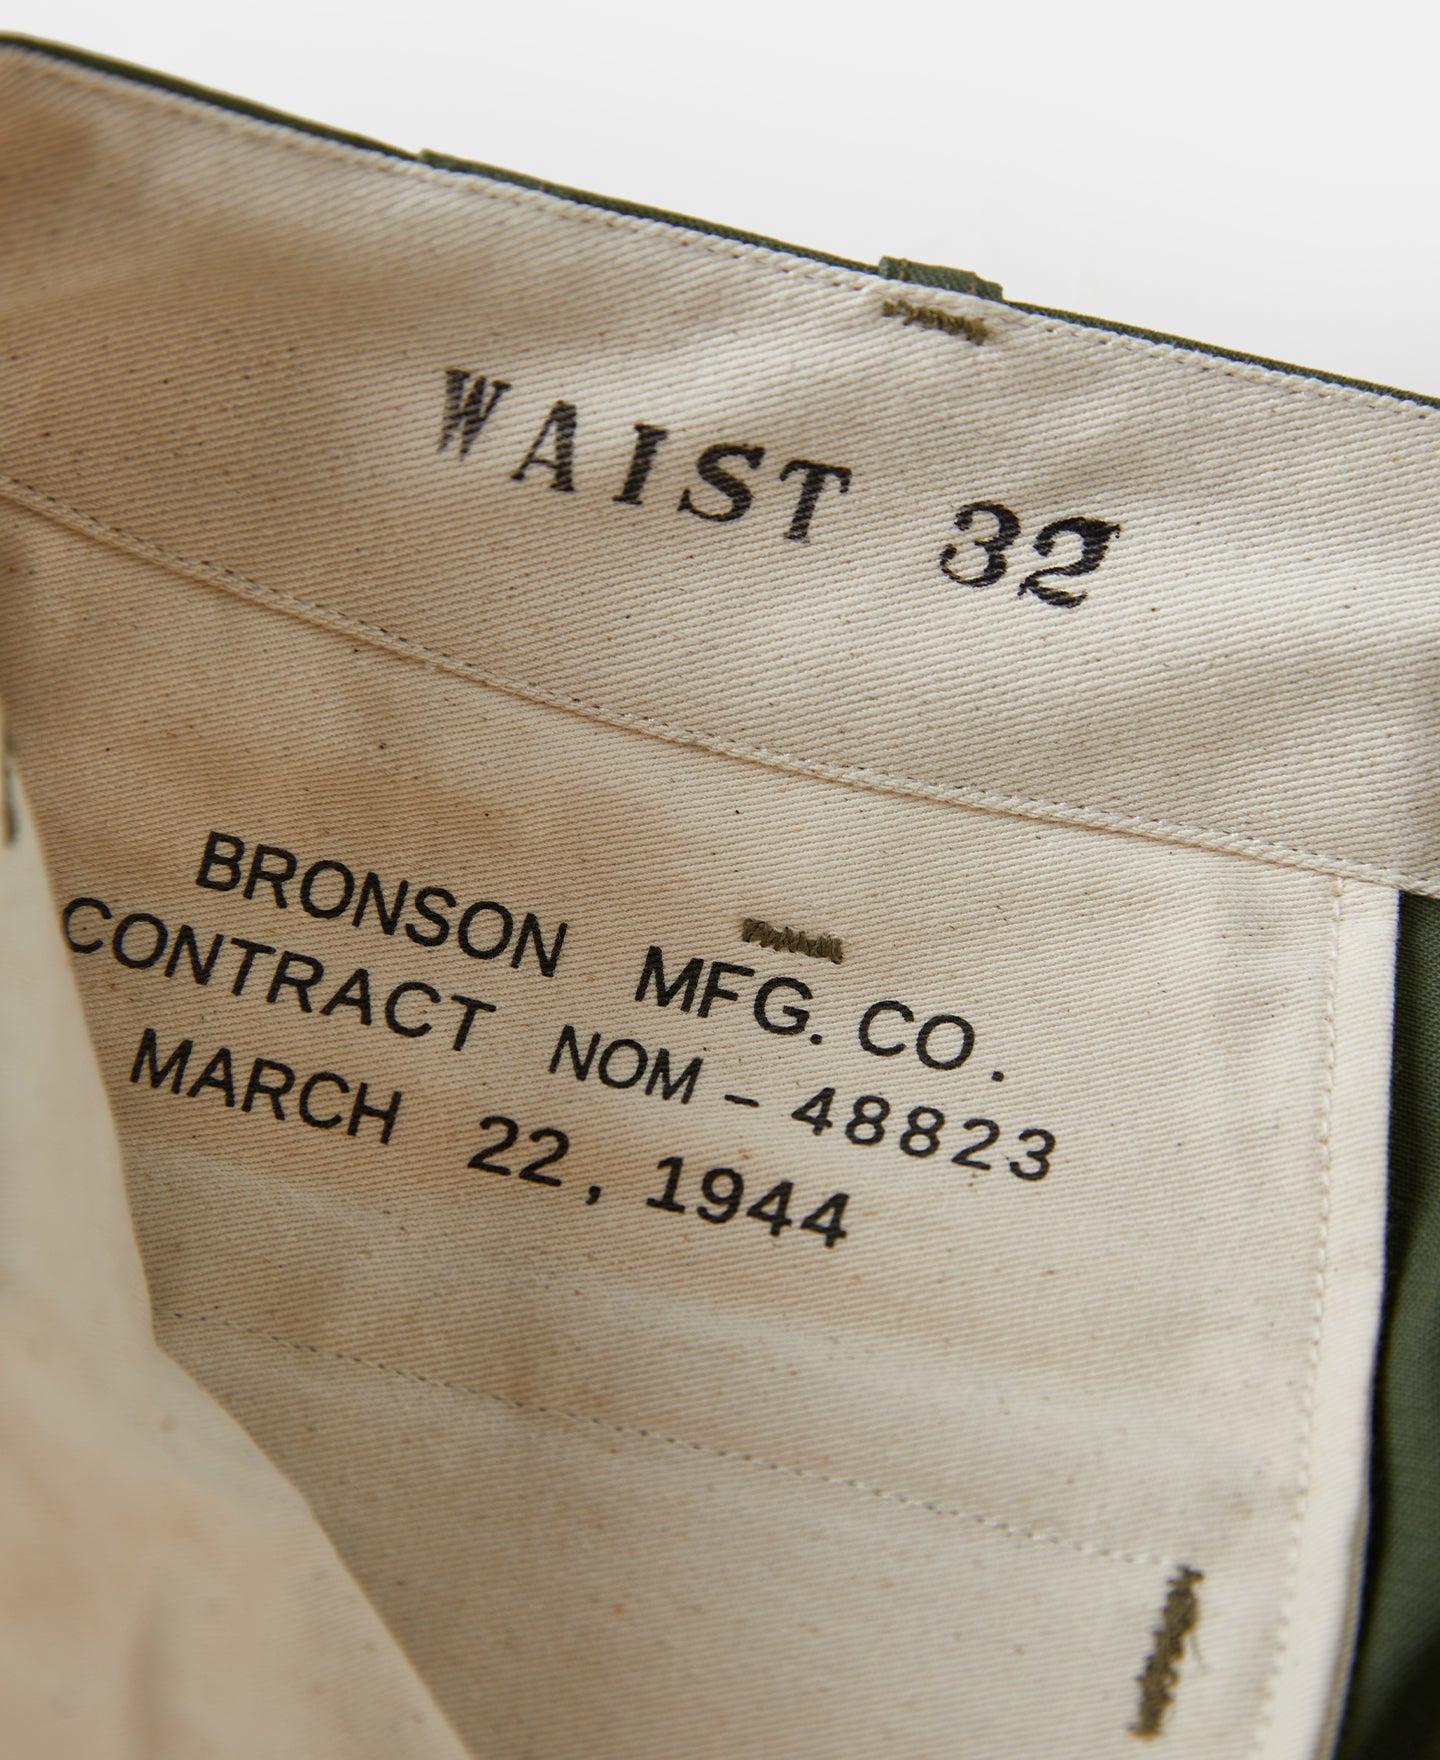 WAIST 32
BRONSON MFG. CO.
CONTRACT NOM - 48823
MARCH 22, 1944